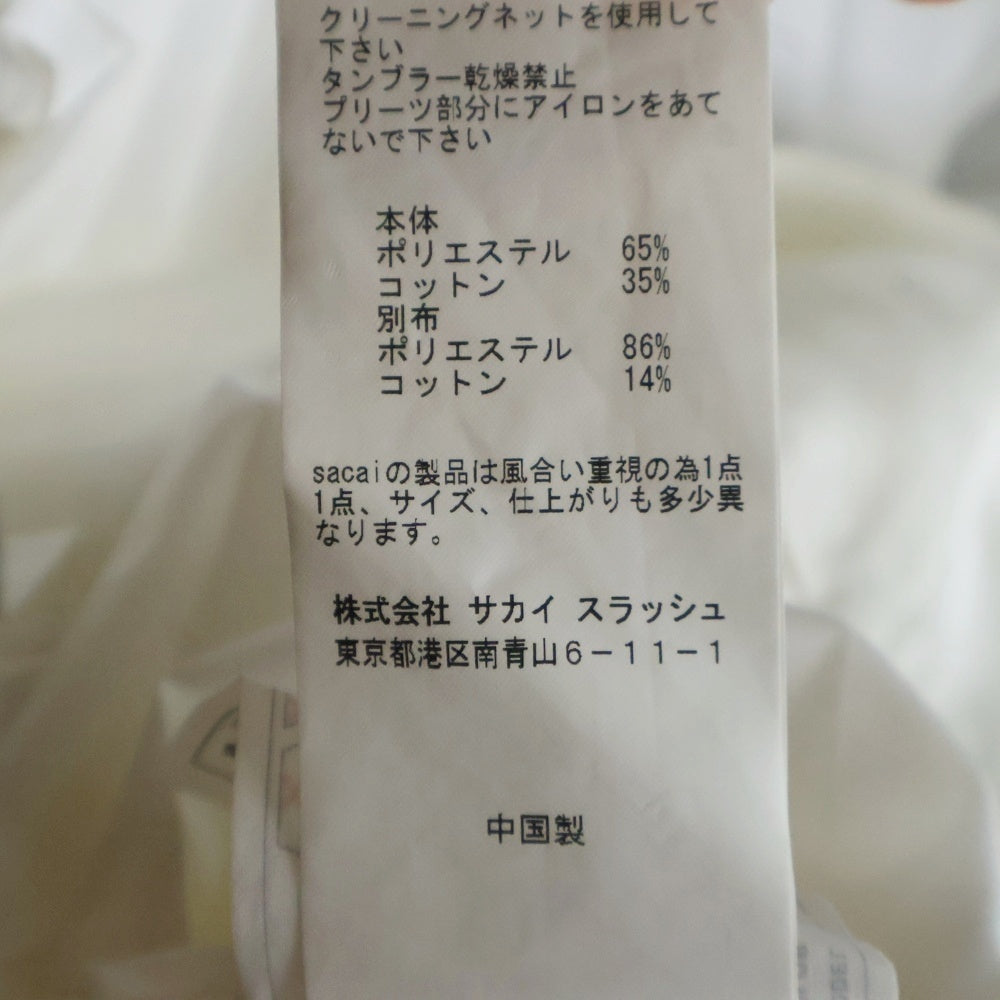 クリーニングネットを使用して
下さい
タンブラー乾燥禁止
プリーツ部分にアイロンをあて
ないで下さい
本体
ポリエステル 65%
コットン 35%
別布
ポリエステル 86%
コットン 14%
sacaiの製品は風合い重視の為1点
1点、サイズ、仕上がりも多少異
なります。
株式会社 サカイ スラッシュ
東京都港区南青山6-11-1
中国製